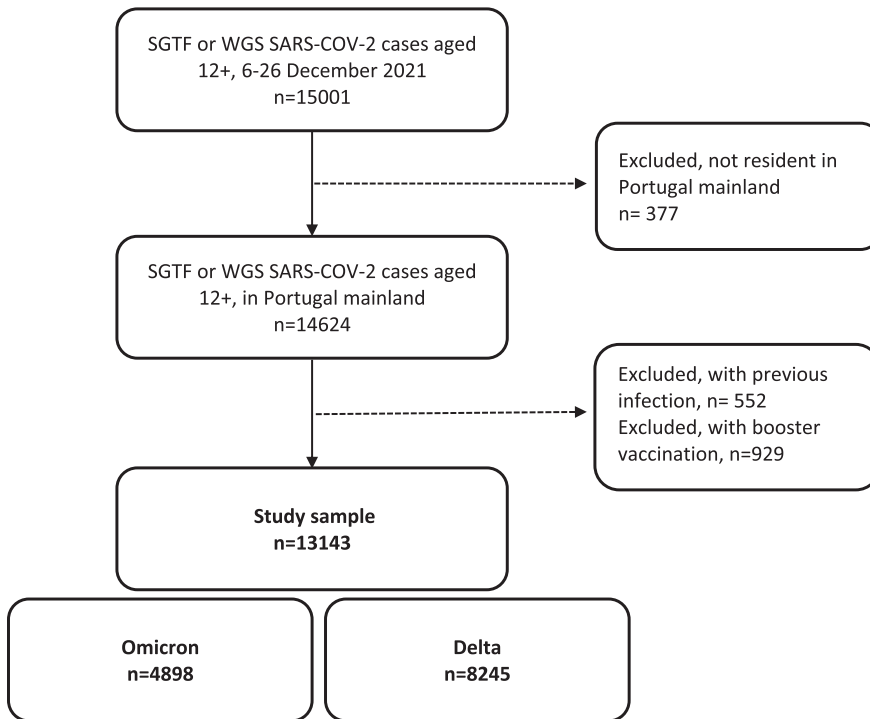 SGTF or WGS SARS-COV-2 cases aged
12+, 6-26 December 2021
n=15001
Excluded, not resident in
Portugal mainland
n= 377
SGTF or WGS SARS-COV-2 cases aged
12+, in Portugal mainland
n=14624
Excluded, with previous
infection, n= 552
Excluded, with booster
vaccination, n=929
Study sample
n=13143
Omicron
n=4898
Delta
n=8245